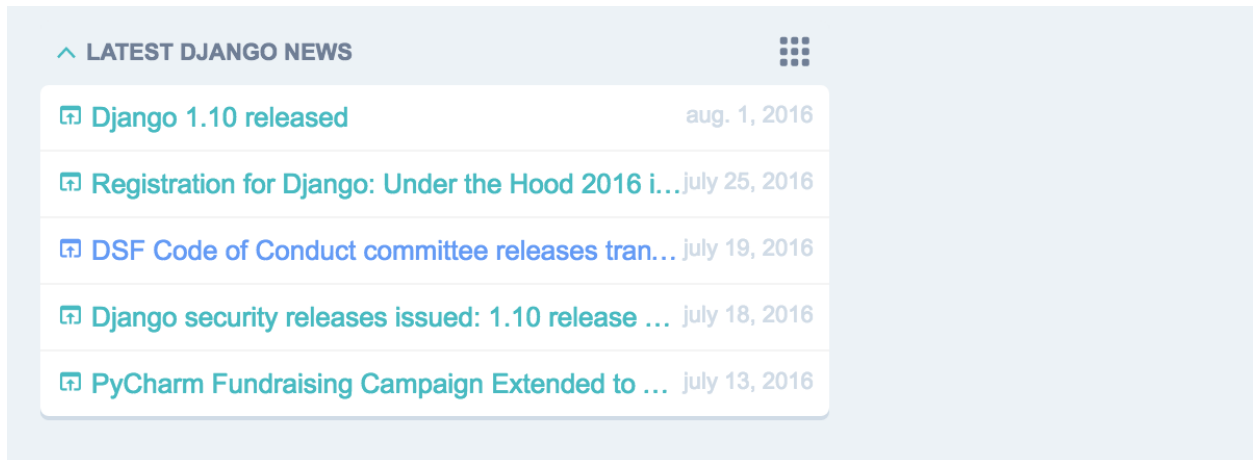 LATEST DJANGO NEWS
Django 1.10 released aug. 1, 2016
Registration for Django: Under the Hood 2016 i... july 25, 2016
DSF Code of Conduct committee releases tran... july 19, 2016
Django security releases issued: 1.10 release ... july 18, 2016
PyCharm Fundraising Campaign Extended to ... july 13, 2016